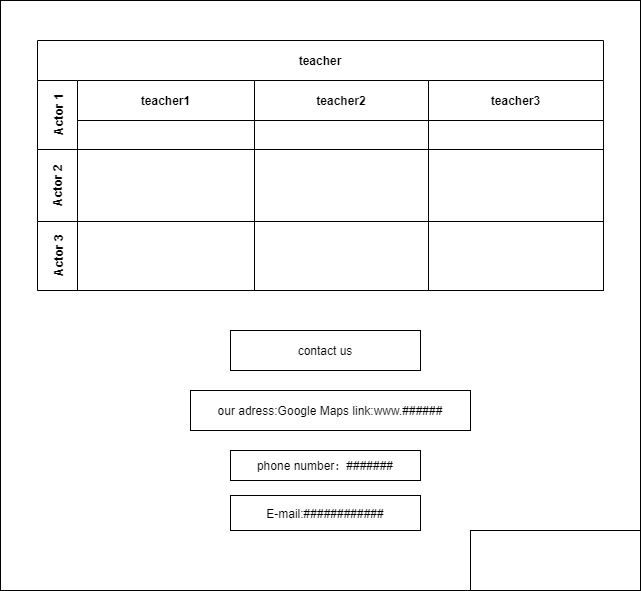 teacher
Actor 1
teacher1
teacher2
teacher3
Actor 2
Actor 3
contact us
our adress:Google Maps link:www.######
phone number：#######
E-mail:############